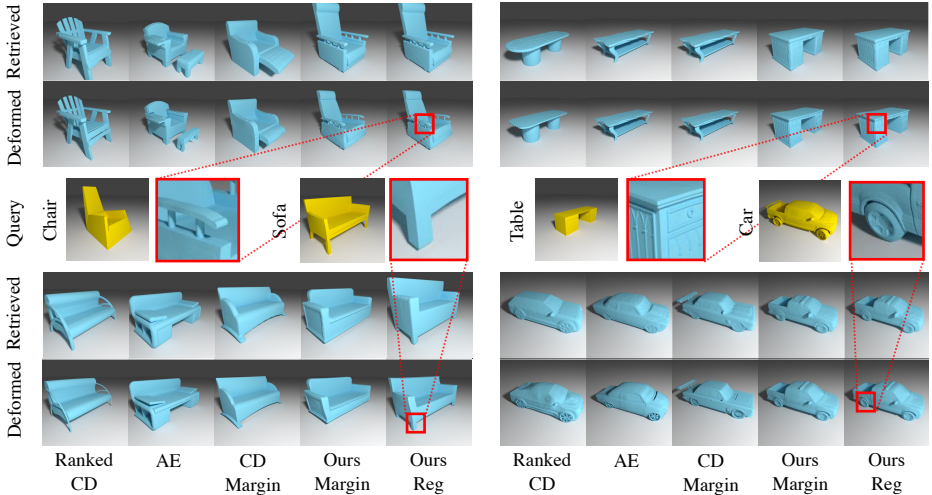 Retrieved
Deformed
Query
Chair
Sofa
Table
Car
Retrieved
Deformed
Ranked CD
AE
CD Margin
Ours Margin
Ours Reg
Ranked CD
AE
CD Margin
Ours Margin
Ours Reg